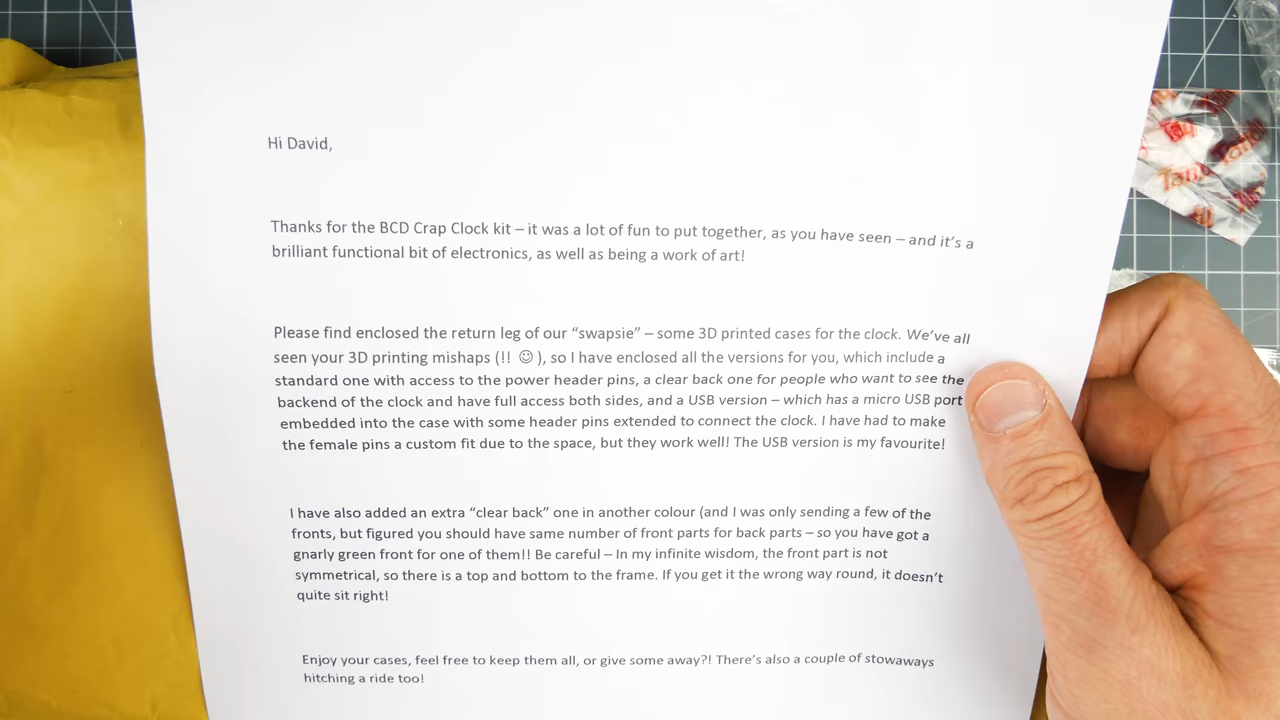 Hi David,
Thanks for the BCD Crap Clock kit – it was a lot of fun to put together, as you have seen – and it's a
brilliant functional bit of electronics, as well as being a work of art!
Please find enclosed the return leg of our “swapsie” – some 3D printed cases for the clock. We've all
seen your 3D printing mishaps (!! ☺ ), so I have enclosed all the versions for you, which include a
standard one with access to the power header pins, a clear back one for people who want to see the
backend of the clock and have full access both sides, and a USB version – which has a micro USB port
embedded into the case with some header pins extended to connect the clock. I have had to make
the female pins a custom fit due to the space, but they work well! The USB version is my favourite!
I have also added an extra “clear back” one in another colour (and I was only sending a few of the
fronts, but figured you should have same number of front parts for back parts – so you have got a
gnarly green front for one of them!! Be careful – In my infinite wisdom, the front part is not
symmetrical, so there is a top and bottom to the frame. If you get it the wrong way round, it doesn't
quite sit right!
Enjoy your cases, feel free to keep them all, or give some away?! There's also a couple of stowaways
hitching a ride too!